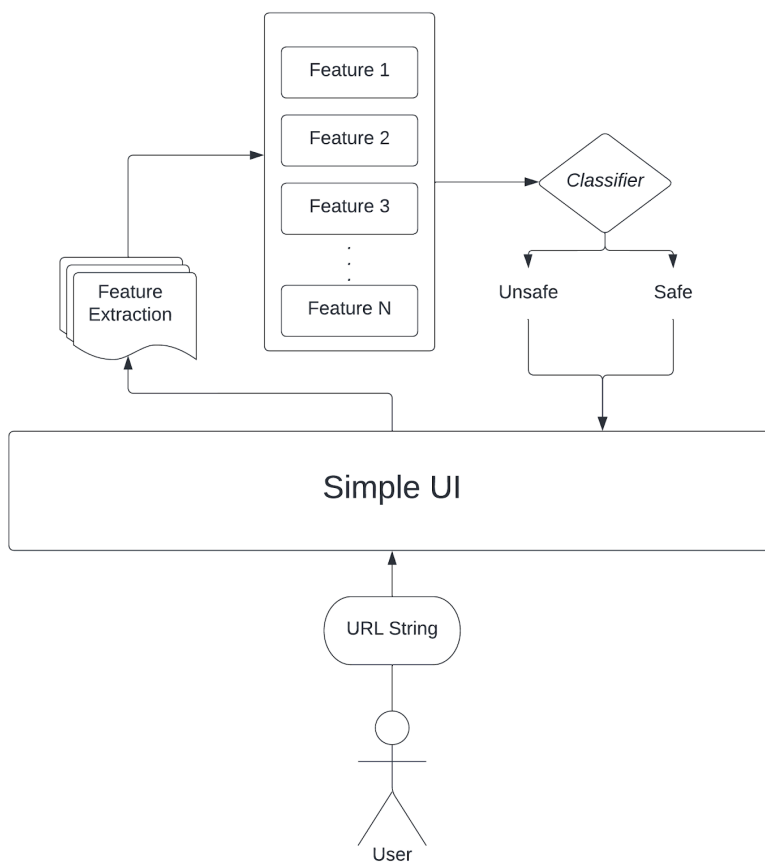 Feature 1
Feature 2
Feature 3
.
.
.
Feature N
Classifier
Feature
Extraction
Unsafe
Safe
Simple UI
URL String
User